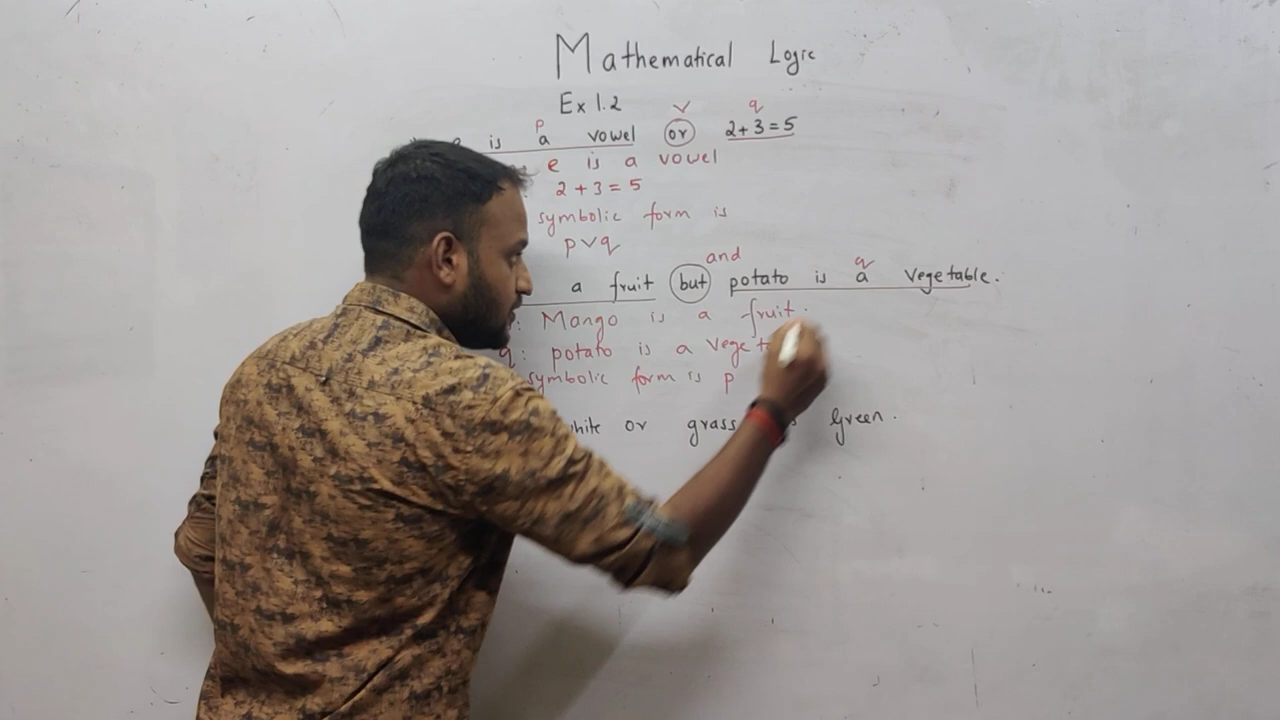 Mathematical Logic
Ex 1.2
p ∨ q
e is a vowel or 2+3=5
e is a vowel
: 2+3=5
symbolic form is
p∨q
and q
a fruit but potato is a vegetable.
: Mango is a fruit.
q: potato is a
symbolic form is p
or grass is Green.